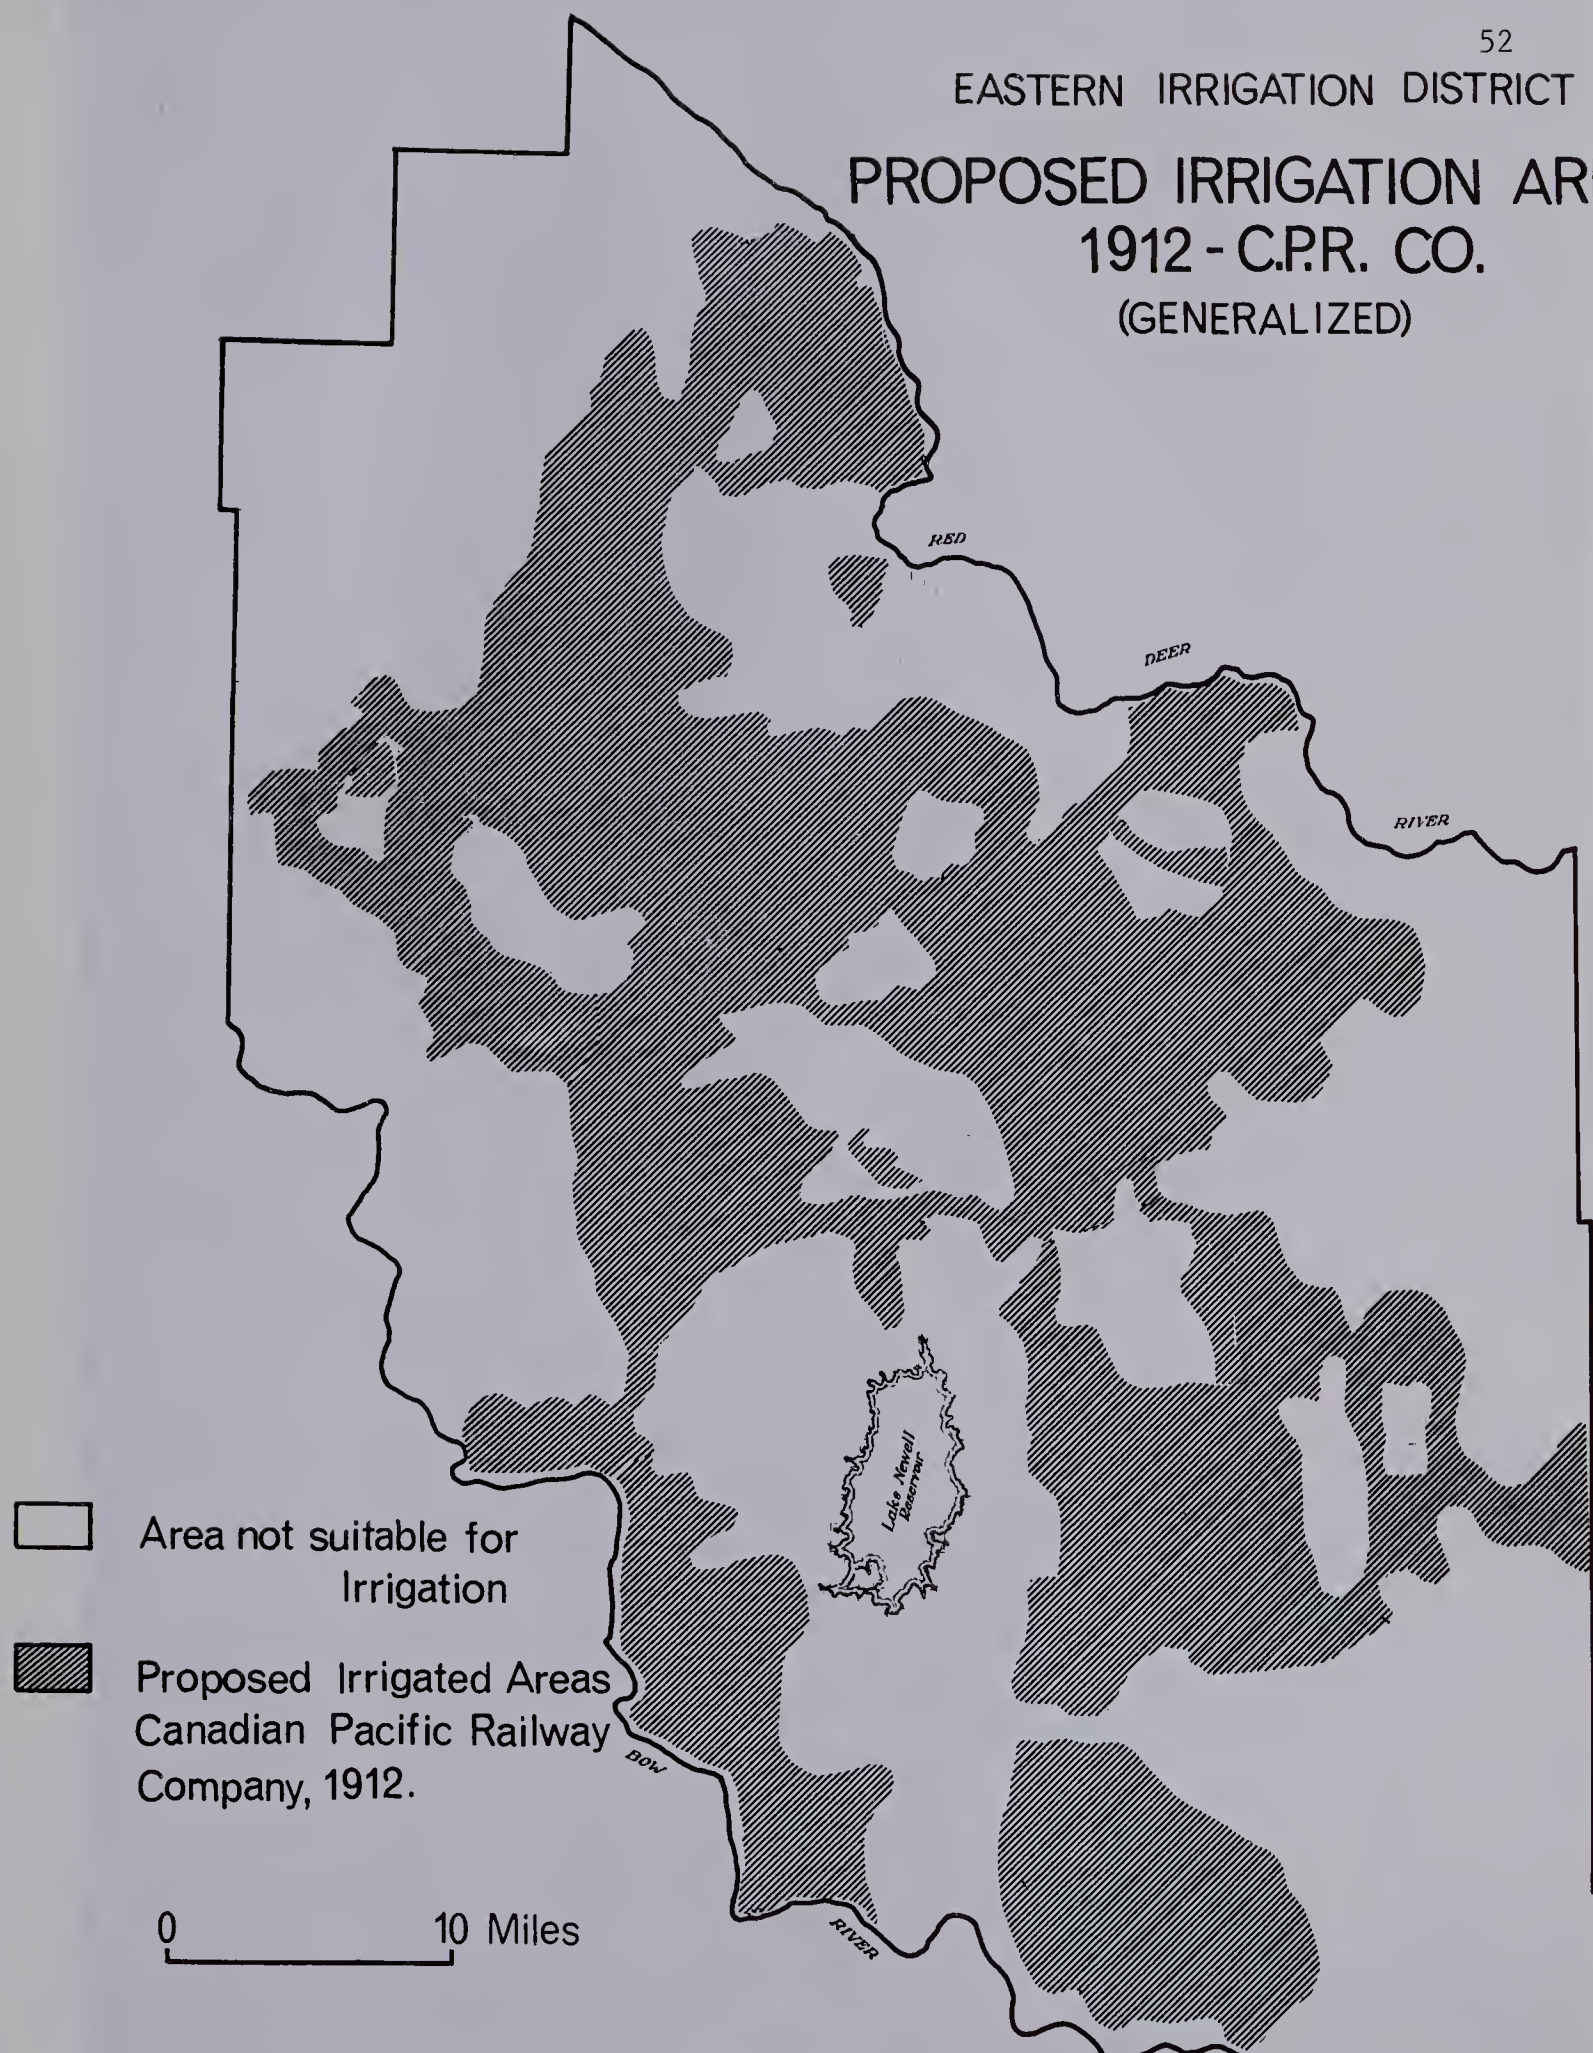 52
EASTERN IRRIGATION DISTRICT
PROPOSED IRRIGATION AR
1912 - C.P.R. CO.
(GENERALIZED)
RED
DEER
RIVER
Lake Newell
Reservoir
Area not suitable for
Irrigation
Proposed Irrigated Areas
Canadian Pacific Railway
Company, 1912.
BOW
RIVER
0 10 Miles